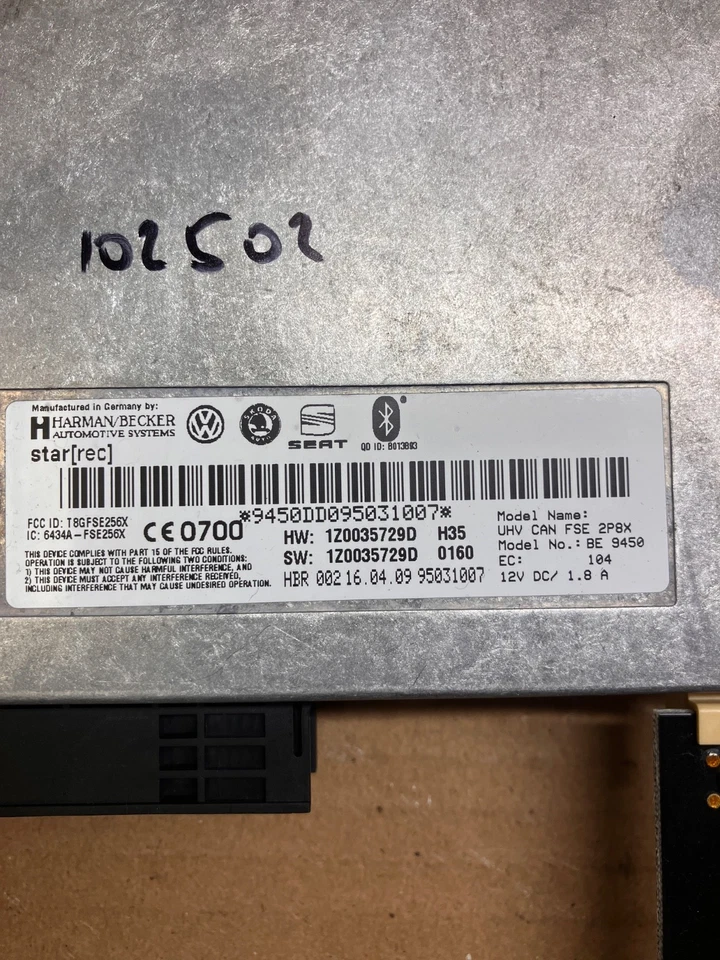 102502
Manufactured in Germany by:
HARMAN/BECKER
AUTOMOTIVE SYSTEMS
ŠKODA
AUTO
SEAT
QD ID: B013893
star[rec]
*9450DD095031007*
FCC ID: T8GFSE256X
IC: 6434A-FSE256X
CE0700
HW: 1Z0035729D H35
SW: 1Z0035729D 0160
HBR 002 16.04.09 95031007
THIS DEVICE COMPLIES WITH PART 15 OF THE FCC RULES.
OPERATION IS SUBJECT TO THE FOLLOWING TWO CONDITIONS:
1) THIS DEVICE MAY NOT CAUSE HARMFUL INTERFERENCE, AND
2) THIS DEVICE MUST ACCEPT ANY INTERFERENCE RECEIVED,
INCLUDING INTERFERENCE THAT MAY CAUSE UNDESIRED OPERATION.
Model Name:
UHV CAN FSE 2P8X
Model No.: BE 9450
EC: 104
12V DC/ 1.8 A